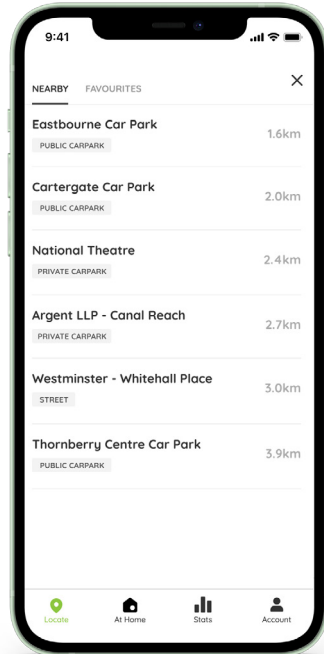 9:41
NEARBY FAVOURITES
Eastbourne Car Park
1.6km
PUBLIC CARPARK
Cartergate Car Park
2.0km
PUBLIC CARPARK
National Theatre
2.4km
PRIVATE CARPARK
Argent LLP - Canal Reach
2.7km
PRIVATE CARPARK
Westminster - Whitehall Place
3.0km
STREET
Thornberry Centre Car Park
3.9km
PUBLIC CARPARK
Locate At Home Stats Account